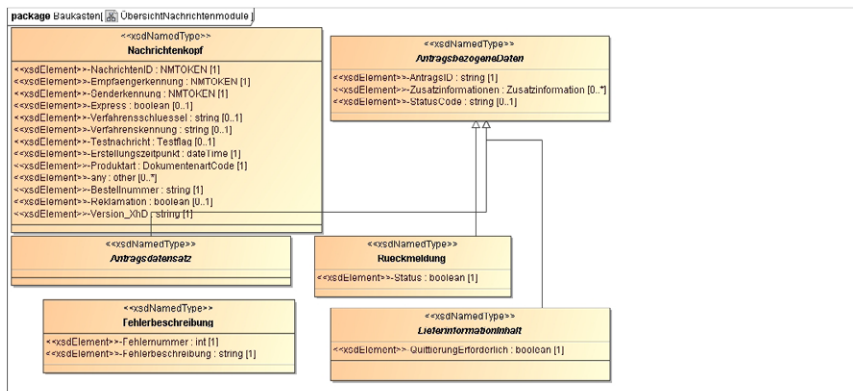 package Baukasten[ ÜbersichtNachrichtenmodule ]
<<xsdNamedType>>
Nachrichtenkopf
<<xsdElement>>-NachrichtenID : NMTOKEN [1]
<<xsdElement>>-Empfaengerkennung : NMTOKEN [1]
<<xsdElement>>-Senderkennung : NMTOKEN [1]
<<xsdElement>>-Express : boolean [0..1]
<<xsdElement>>-Verfahrensschluessel : string [0..1]
<<xsdElement>>-Verfahrenskennung : string [0..1]
<<xsdElement>>-Testnachricht : Testflag [0..1]
<<xsdElement>>-Erstellungszeitpunkt : dateTime [1]
<<xsdElement>>-Produktart : DokumentenartCode [1]
<<xsdElement>>-any : other [0..*]
<<xsdElement>>-Bestellnummer : string [1]
<<xsdElement>>-Reklamation : boolean [0..1]
<<xsdElement>>-Version_XhD : string [1]
<<xsdNamedType>>
AntragsbezogeneDaten
<<xsdElement>>-AntragsID : string [1]
<<xsdElement>>-Zusatzinformationen : Zusatzinformation [0..*]
<<xsdElement>>-StatusCode : string [0..1]
<<xsdNamedType>>
Antragsdatensatz
<<xsdNamedType>>
Rueckmeldung
<<xsdElement>>-Status : boolean [1]
<<xsdNamedType>>
Fehlerbeschreibung
<<xsdElement>>-Fehlernummer : int [1]
<<xsdElement>>-Fehlerbeschreibung : string [1]
<<xsdNamedType>>
LieferinformationInhalt
<<xsdElement>>-QuittierungErforderlich : boolean [1]